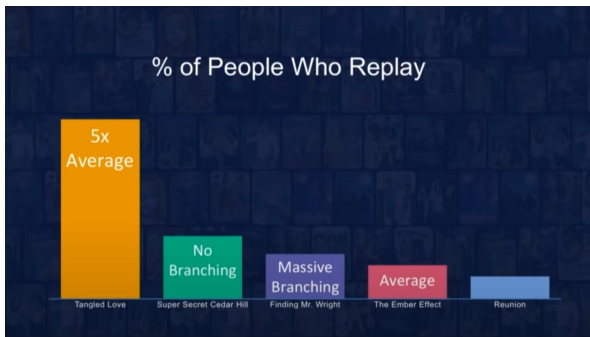 % of People Who Replay
5x
Average
No
Branching
Massive
Branching
Average
Tangled Love
Super Secret Cedar Hill
Finding Mr. Wright
The Ember Effect
Reunion